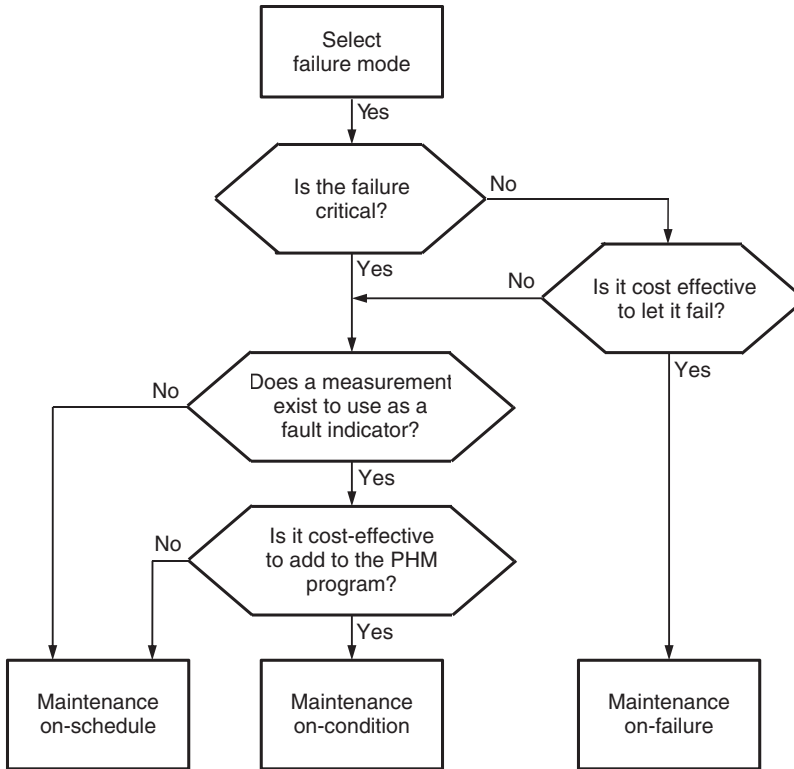 Select
failure mode
Yes
Is the failure
critical?
No
Yes
No
Is it cost effective
to let it fail?
Yes
No
Does a measurement
exist to use as a
fault indicator?
Yes
No
Is it cost-effective
to add to the PHM
program?
Yes
Maintenance
on-schedule
Maintenance
on-condition
Maintenance
on-failure